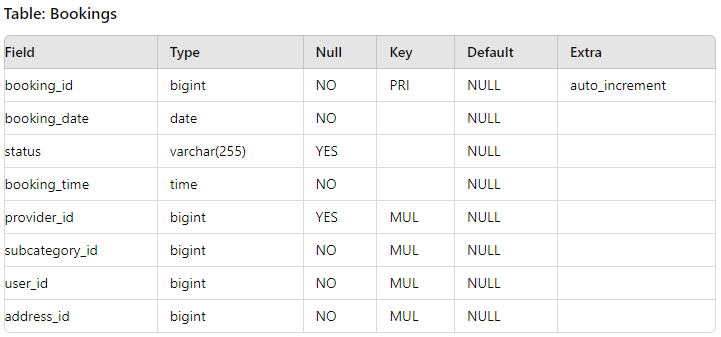 Table: Bookings
Field Type Null Key Default Extra
booking_id bigint NO PRI NULL auto_increment
booking_date date NO NULL
status varchar(255) YES NULL
booking_time time NO NULL
provider_id bigint YES MUL NULL
subcategory_id bigint NO MUL NULL
user_id bigint NO MUL NULL
address_id bigint NO MUL NULL